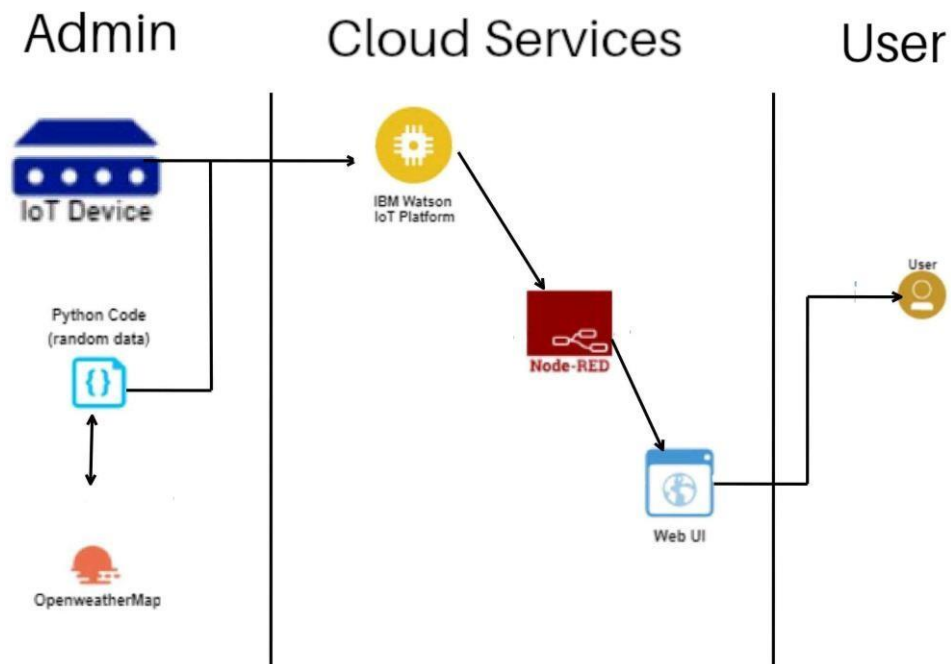 Admin
Cloud Services
User
IoT Device
IBM Watson
IoT Platform
User
Python Code
(random data)
{}
Node-RED
Web UI
OpenweatherMap